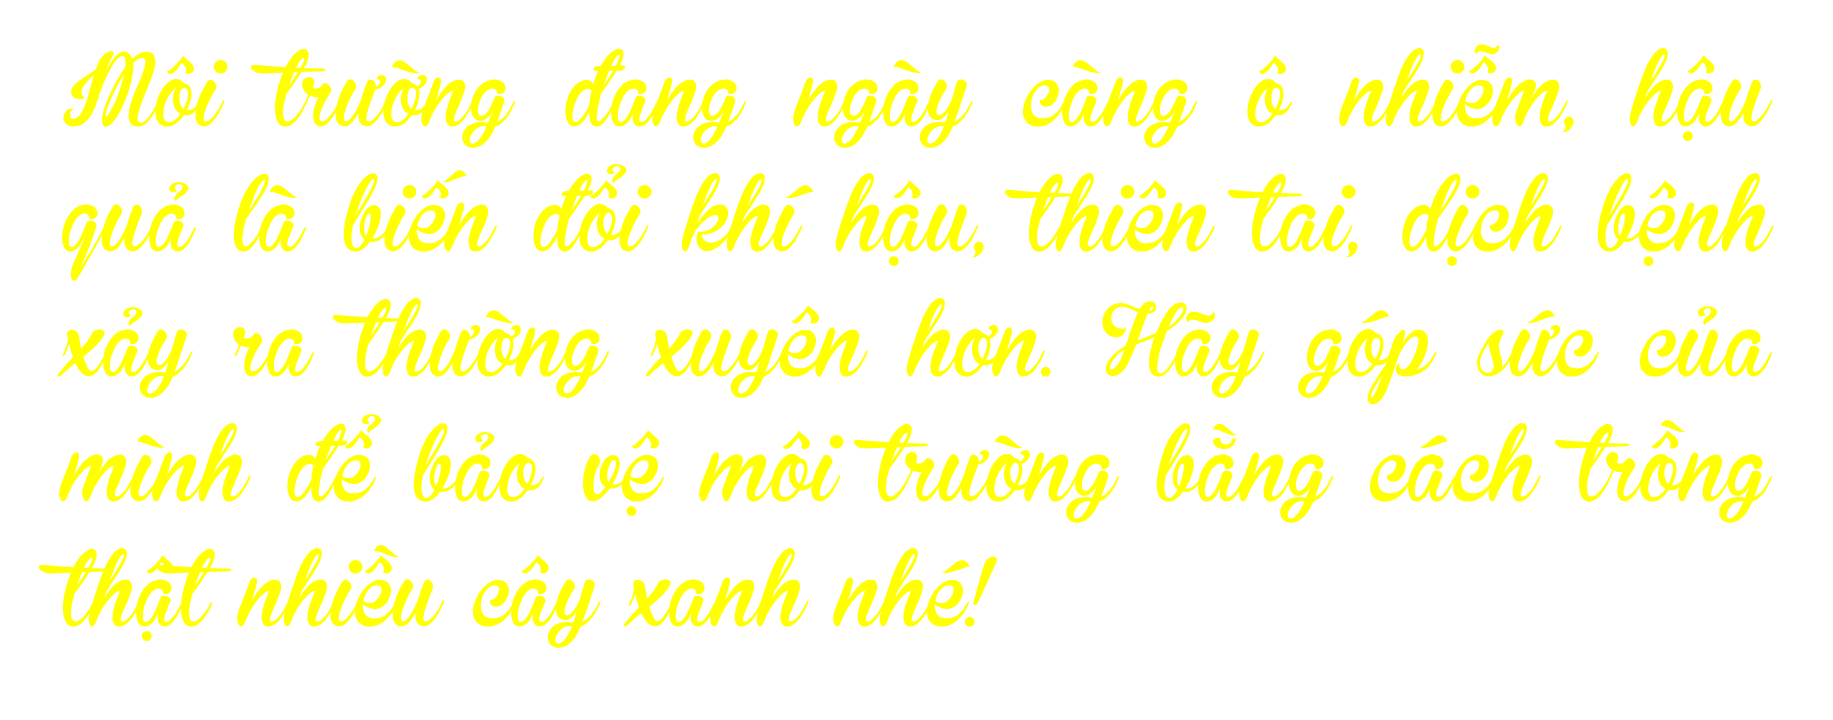 Môi trường đang ngày càng ô nhiễm, hậu
quả là biến đổi khí hậu, thiên tai, dịch bệnh
xảy ra thường xuyên hơn. Hãy góp sức của
mình để bảo vệ môi trường bằng cách trồng
thật nhiều cây xanh nhé!